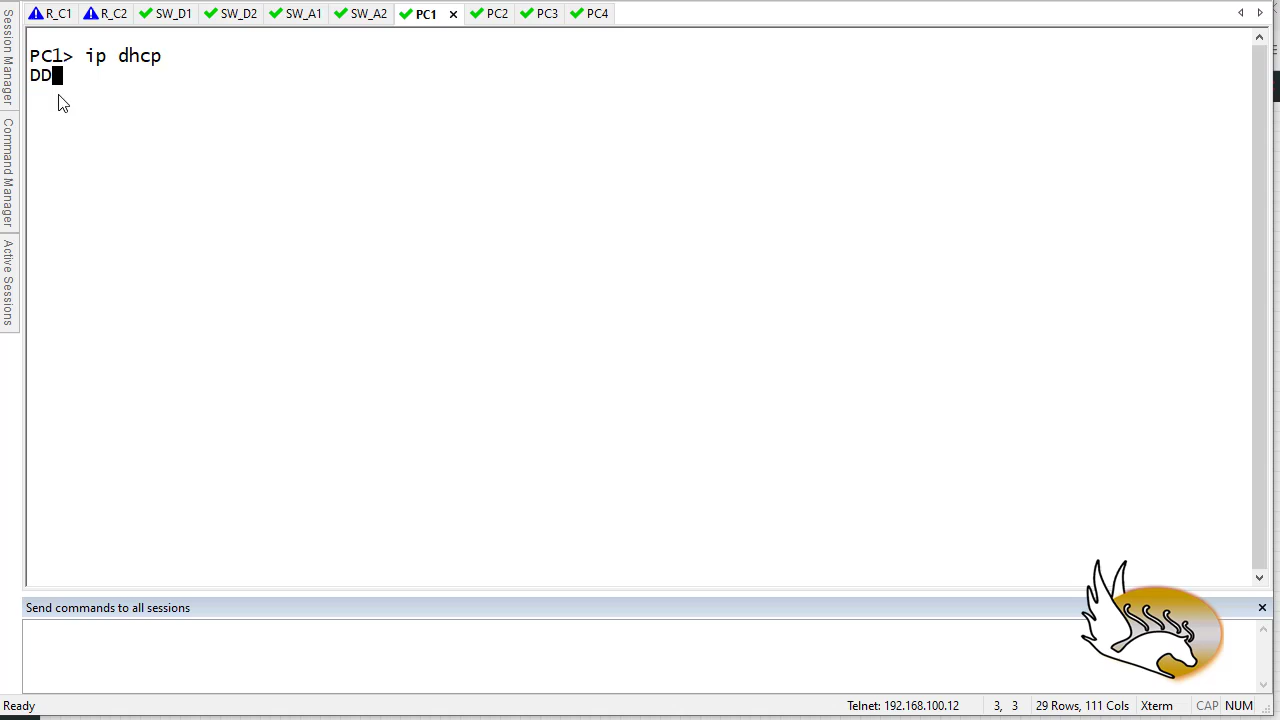 R_C1 R_C2 SW_D1 SW_D2 SW_A1 SW_A2 PC1 PC2 PC3 PC4
Session Manager
Command Manager
Active Sessions
PC1> ip dhcp
DD
Send commands to all sessions
Ready Telnet: 192.168.100.12 3, 3 29 Rows, 111 Cols Xterm CAP NUM